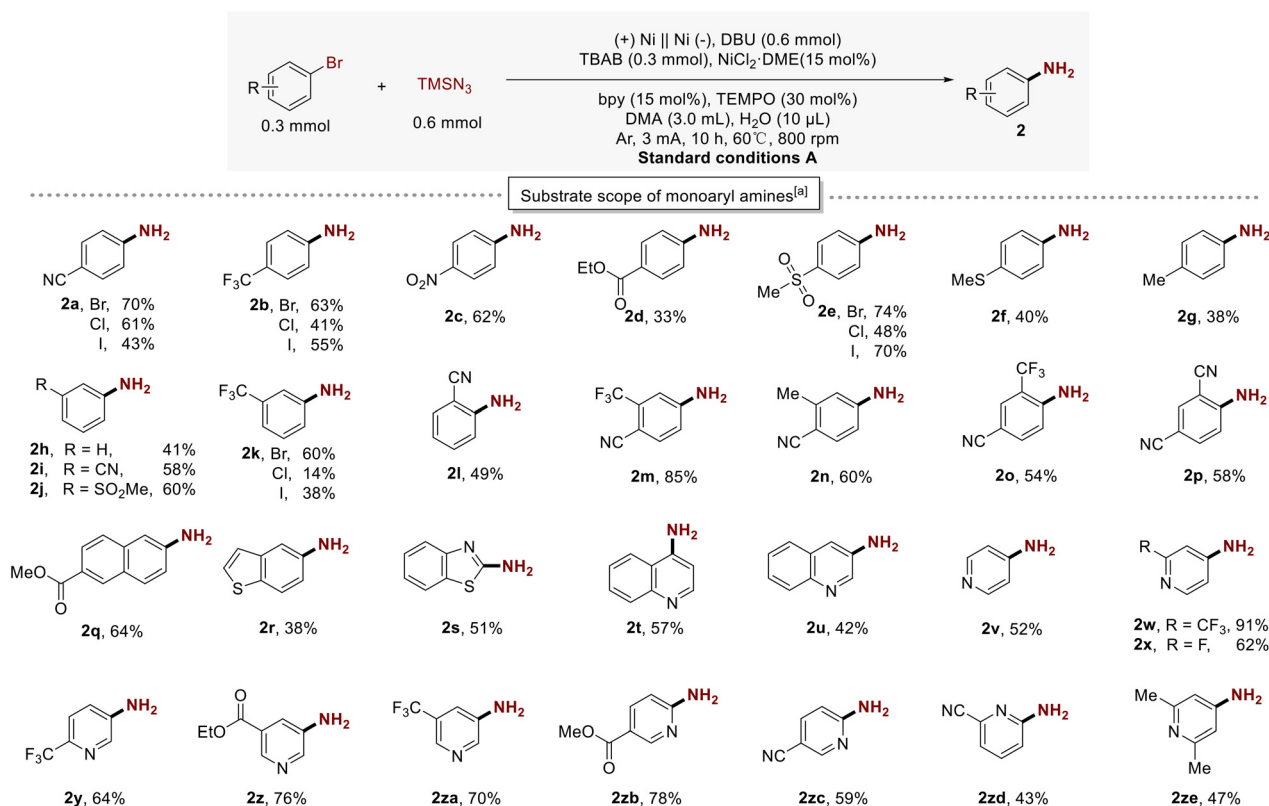 (+) Ni || Ni (-), DBU (0.6 mmol)
TBAB (0.3 mmol), NiCl₂·DME(15 mol%)
R Br
+
TMSN₃
R NH₂
0.3 mmol
0.6 mmol
2
bpy (15 mol%), TEMPO (30 mol%)
DMA (3.0 mL), H₂O (10 μL)
Ar, 3 mA, 10 h, 60℃, 800 rpm
Standard conditions A
Substrate scope of monoaryl amines[a]
NH₂
NC
2a, Br, 70%
Cl, 61%
I, 43%
NH₂
F₃C
2b, Br, 63%
Cl, 41%
I, 55%
NH₂
O₂N
2c, 62%
NH₂
EtO
O
2d, 33%
NH₂
O
S
Me O
2e, Br, 74%
Cl, 48%
I, 70%
NH₂
MeS
2f, 40%
NH₂
Me
2g, 38%
R NH₂
2h, R = H, 41%
2i, R = CN, 58%
2j, R = SO₂Me, 60%
F₃C NH₂
2k, Br, 60%
Cl, 14%
I, 38%
CN
NH₂
2l, 49%
F₃C NH₂
NC
2m, 85%
Me NH₂
NC
2n, 60%
CF₃
NH₂
NC
2o, 54%
CN
NH₂
NC
2p, 58%
NH₂
MeO
O
2q, 64%
NH₂
S
2r, 38%
N
NH₂
S
2s, 51%
NH₂
N
2t, 57%
NH₂
N
2u, 42%
NH₂
N
2v, 52%
R NH₂
N
2w, R = CF₃, 91%
2x, R = F, 62%
NH₂
F₃C N
2y, 64%
O
EtO NH₂
N
2z, 76%
F₃C NH₂
N
2za, 70%
NH₂
MeO N
O
2zb, 78%
NH₂
NC N
2zc, 59%
NC N NH₂
2zd, 43%
Me NH₂
N
Me
2ze, 47%